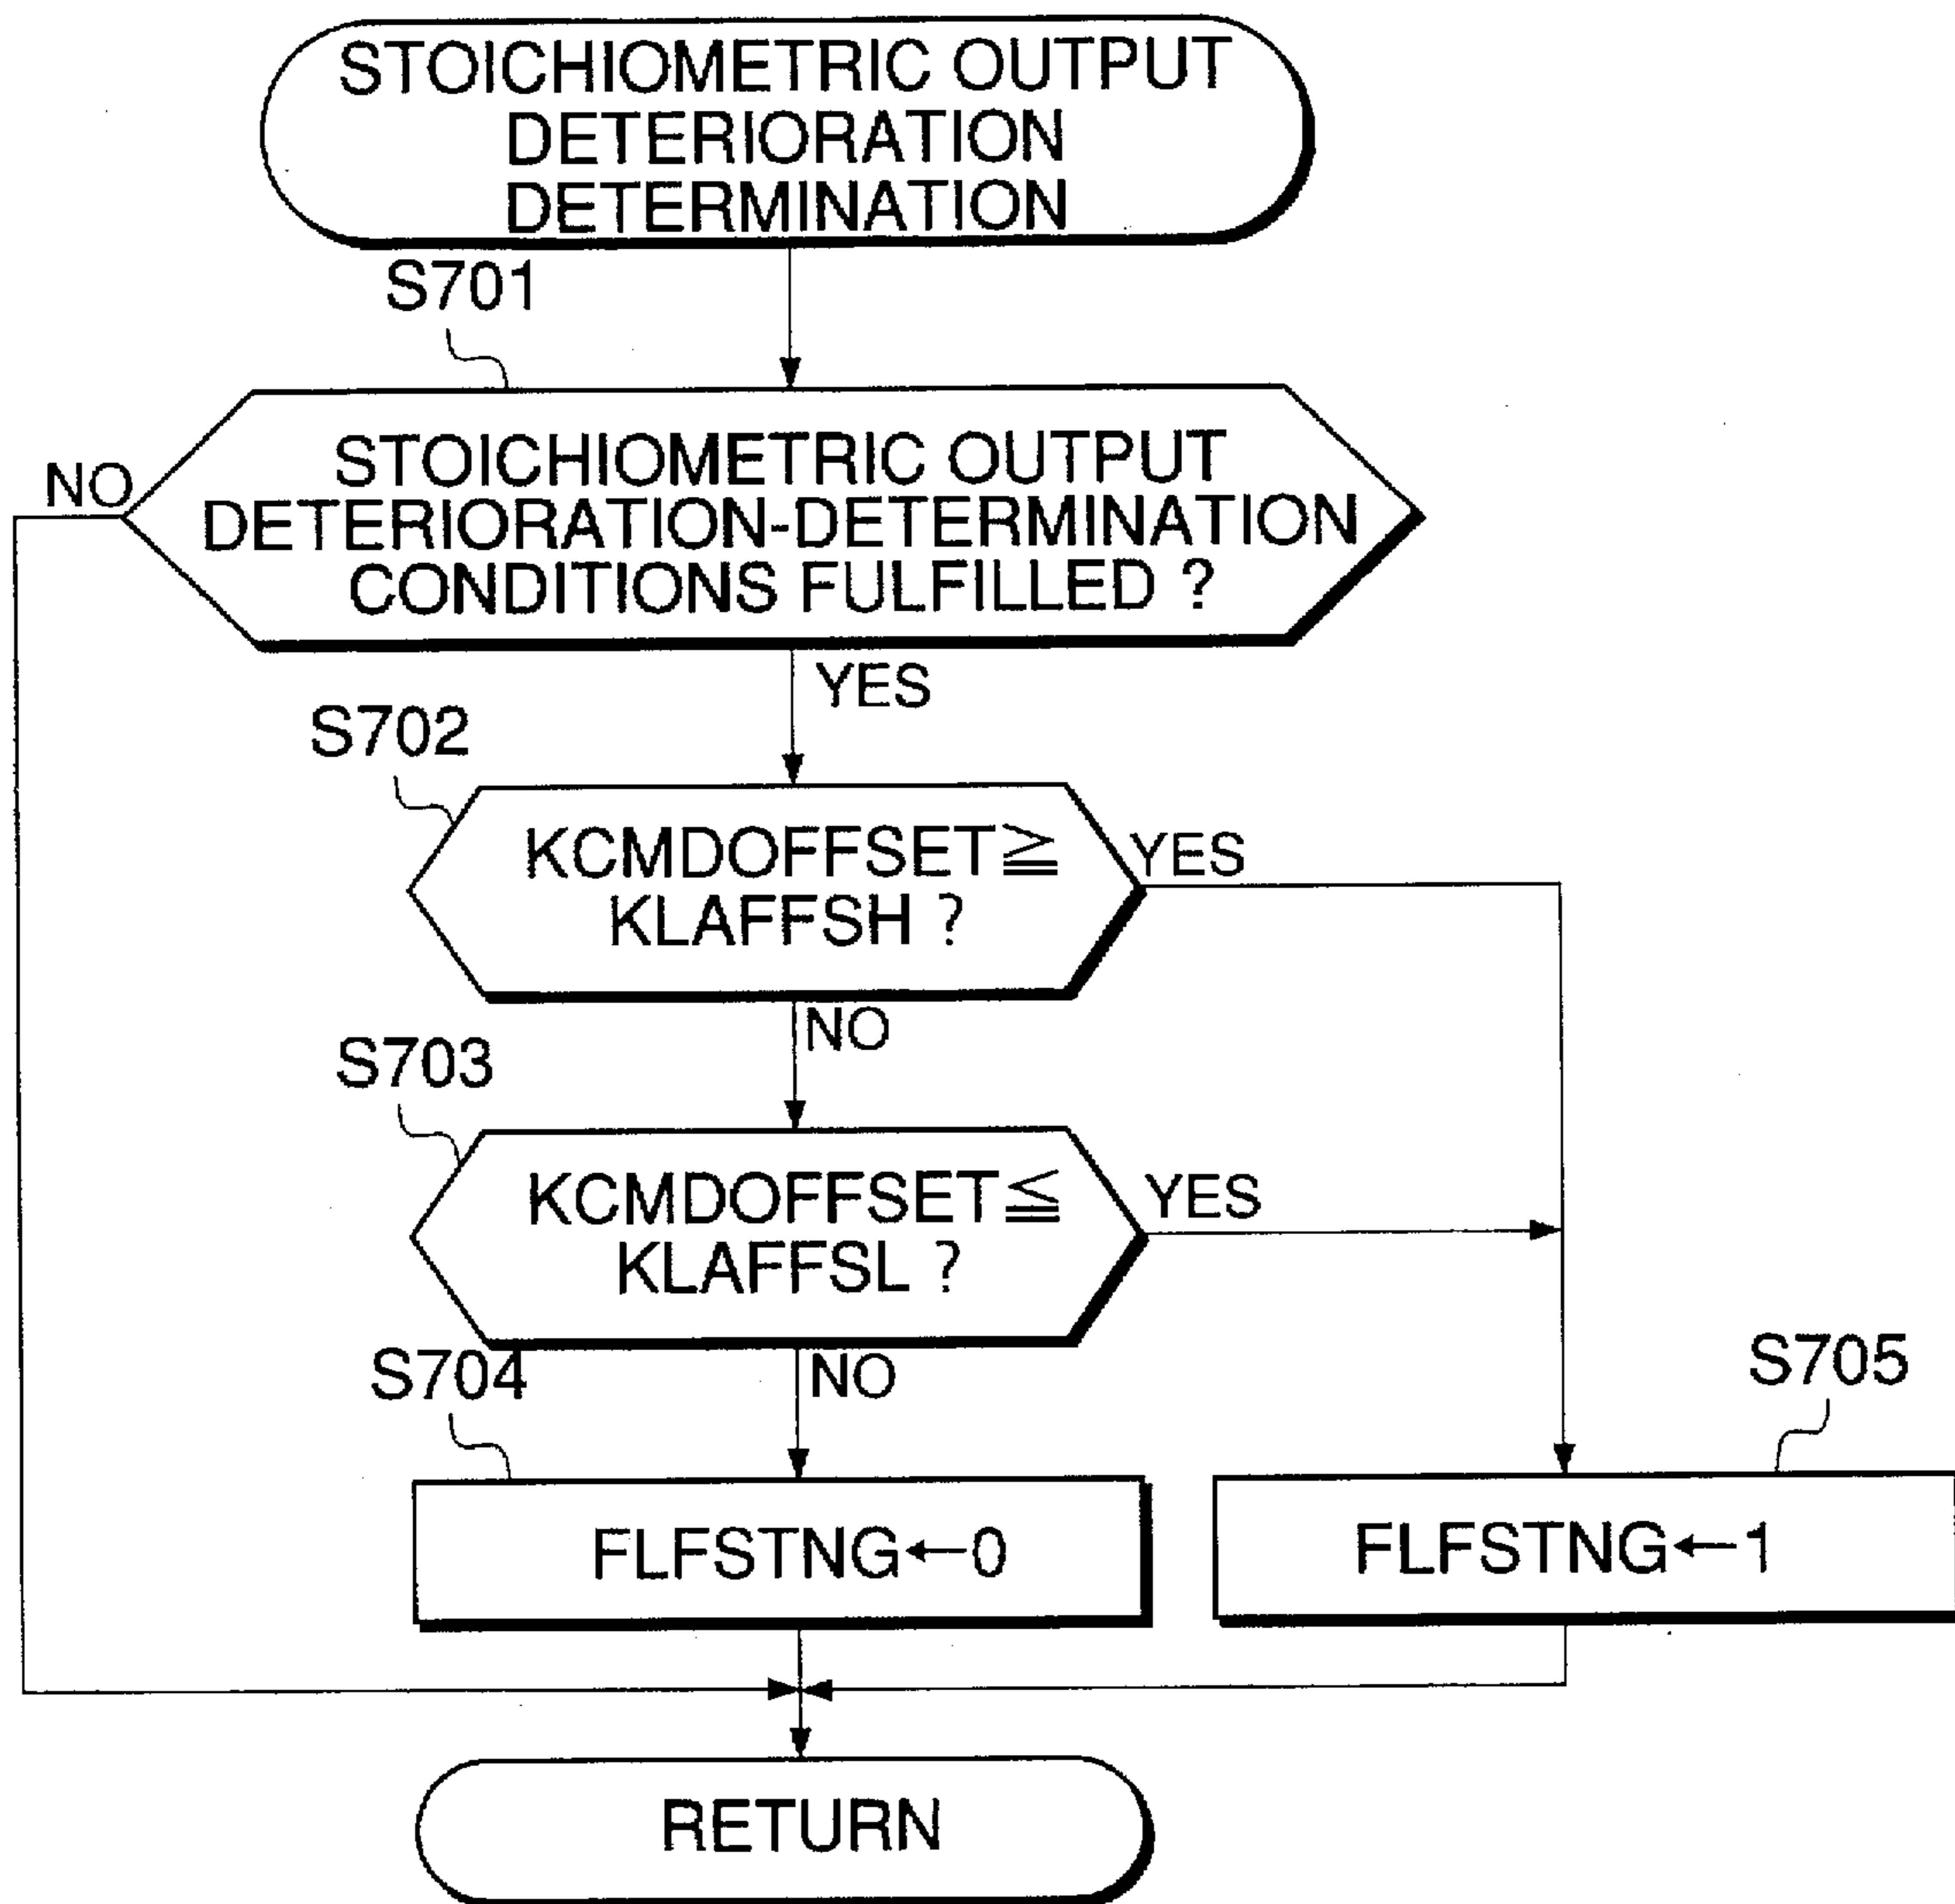 STOICHIOMETRIC OUTPUT
DETERIORATION
DETERMINATION
S701
STOICHIOMETRIC OUTPUT
DETERIORATION-DETERMINATION
CONDITIONS FULFILLED ?
NO
YES
S702
KCMDOFFSET≧
KLAFFSH ?
YES
NO
S703
KCMDOFFSET≦
KLAFFSL ?
YES
NO
S704
FLFSTNG←0
S705
FLFSTNG←1
RETURN